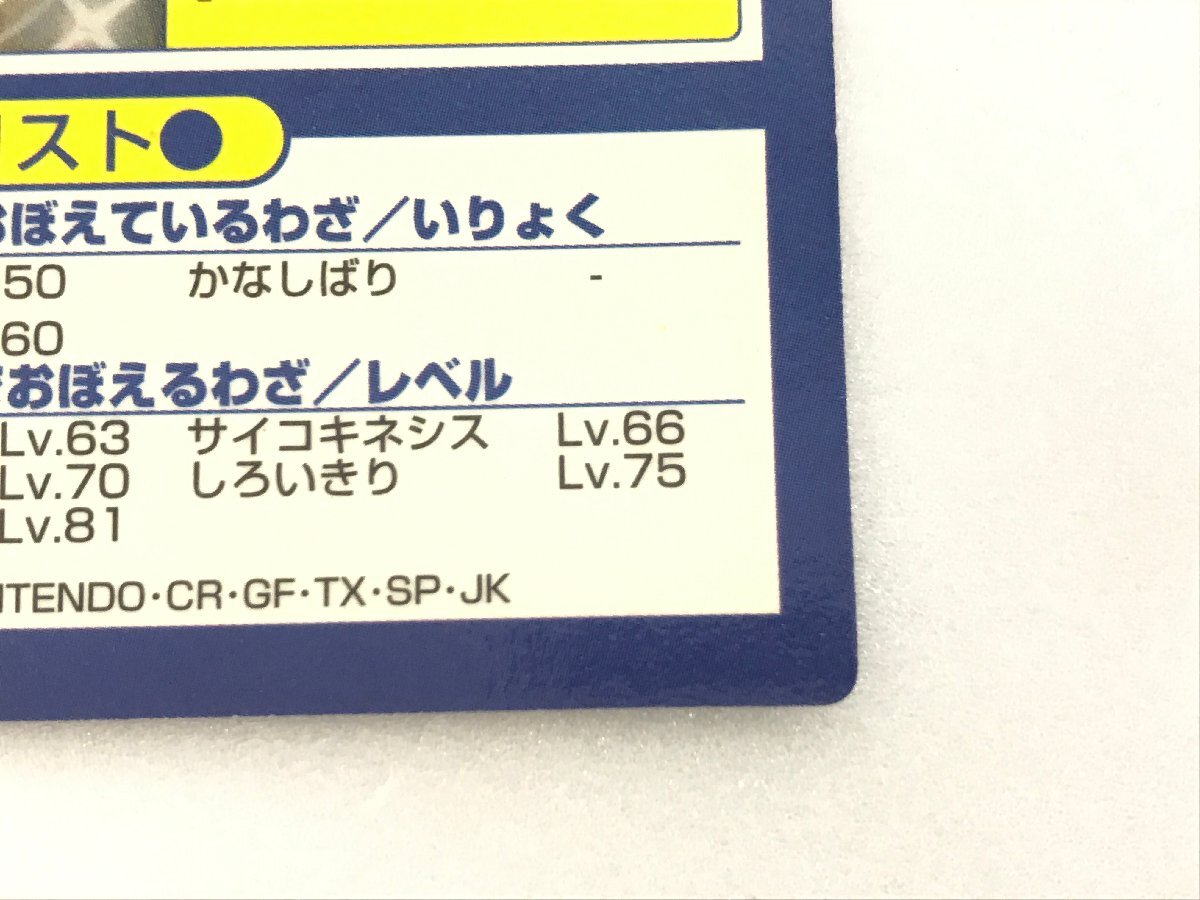 リスト●
おぼえているわざ／いりょく
50 かなしばり -
60
おぼえるわざ／レベル
Lv.63 サイコキネシス Lv.66
Lv.70 しろいきり Lv.75
Lv.81
NTENDO・CR・GF・TX・SP・JK